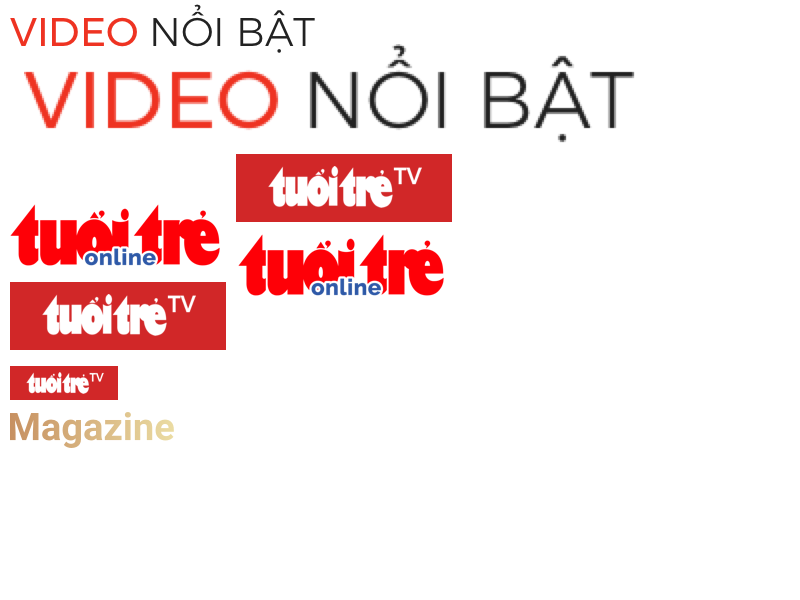 VIDEO NỔI BẬT
VIDEO NỔI BẬT
tuổi trẻ TV
tuổi trẻ online
tuổi trẻ online
tuổi trẻ TV
tuổi trẻ TV
Magazine